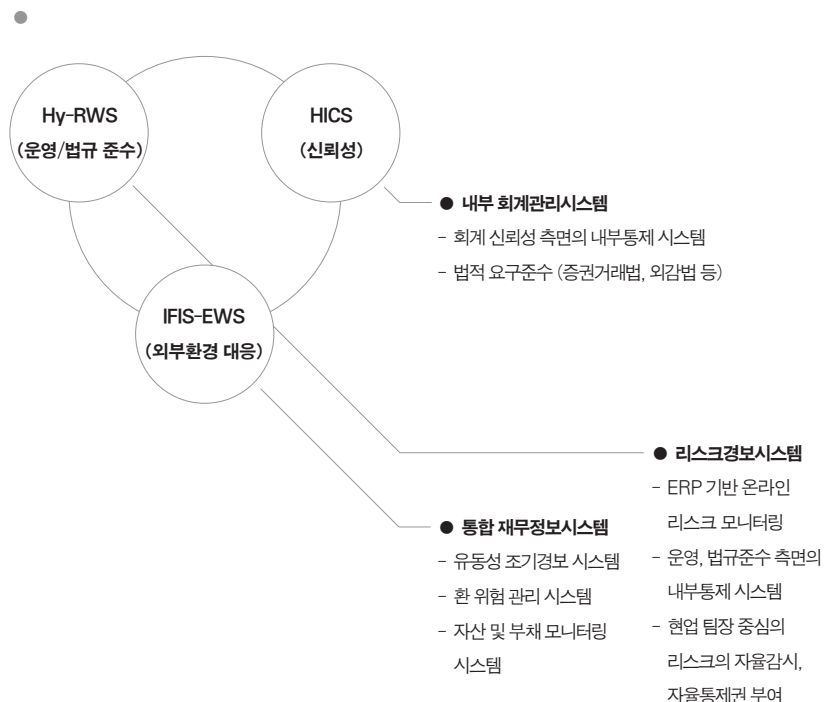 Hy-RWS
(운영/법규 준수)
HICS
(신뢰성)
● 내부 회계관리시스템
- 회계 신뢰성 측면의 내부통제 시스템
- 법적 요구준수 (증권거래법, 외감법 등)
IFIS-EWS
(외부환경 대응)
● 통합 재무정보시스템
- 유동성 조기경보 시스템
- 환 위험 관리 시스템
- 자산 및 부채 모니터링
시스템
● 리스크경보시스템
- ERP 기반 온라인
리스크 모니터링
- 운영, 법규준수 측면의
내부통제 시스템
- 현업 팀장 중심의
리스크의 자율감시,
자율통제권 부여